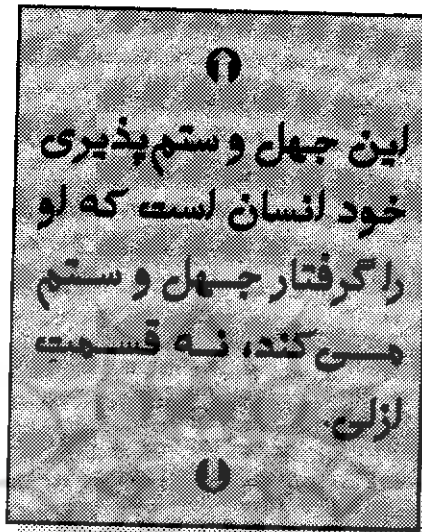 این جهل و ستم‌پذیری
خود انسان است که او
را گرفتار جهل و ستم
می‌کند، نه قسمت
ازلی.